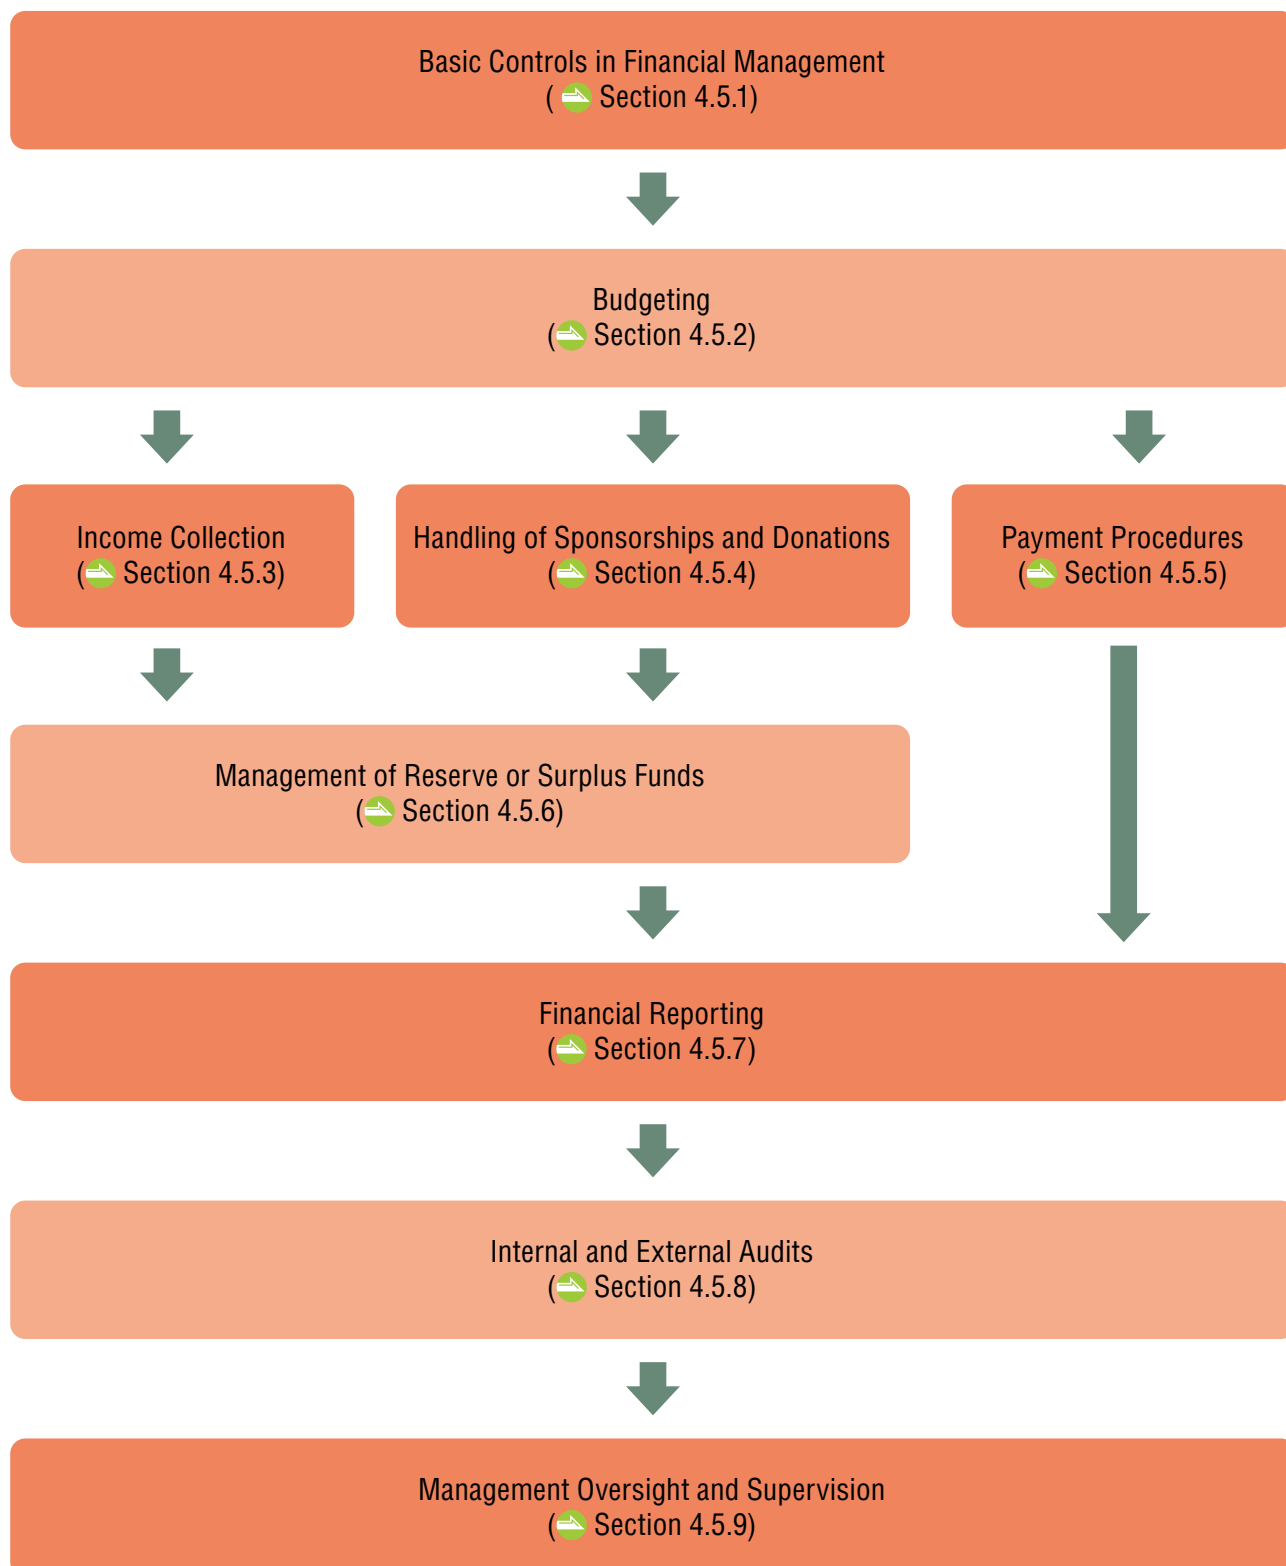 Basic Controls in Financial Management
( Section 4.5.1)
Budgeting
( Section 4.5.2)
Income Collection
( Section 4.5.3)
Handling of Sponsorships and Donations
( Section 4.5.4)
Payment Procedures
( Section 4.5.5)
Management of Reserve or Surplus Funds
( Section 4.5.6)
Financial Reporting
( Section 4.5.7)
Internal and External Audits
( Section 4.5.8)
Management Oversight and Supervision
( Section 4.5.9)